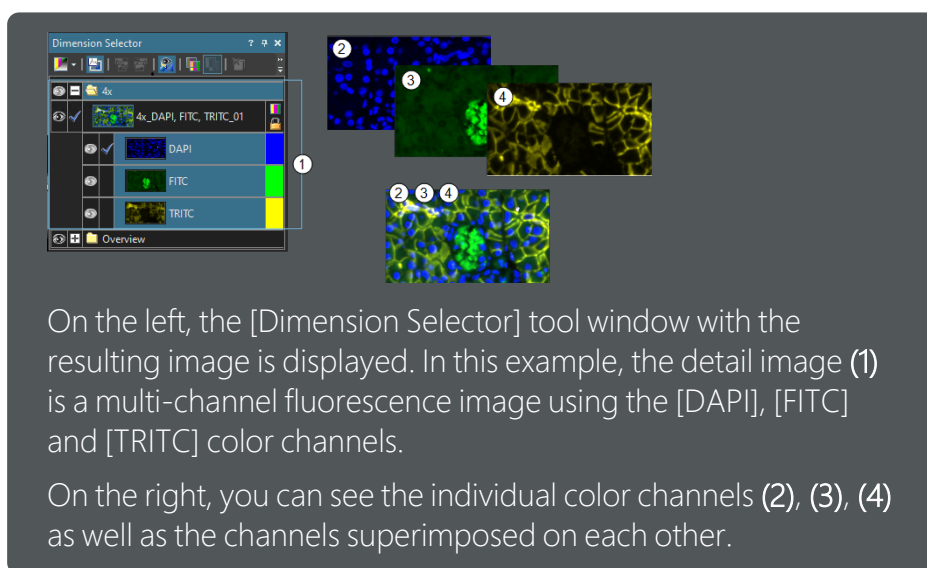 Dimension Selector
4x
4x_DAPI, FITC, TRITC_01
DAPI
FITC
TRITC
Overview
1
2
3
4
2 3 4
On the left, the [Dimension Selector] tool window with the
resulting image is displayed. In this example, the detail image (1)
is a multi-channel fluorescence image using the [DAPI], [FITC]
and [TRITC] color channels.
On the right, you can see the individual color channels (2), (3), (4)
as well as the channels superimposed on each other.